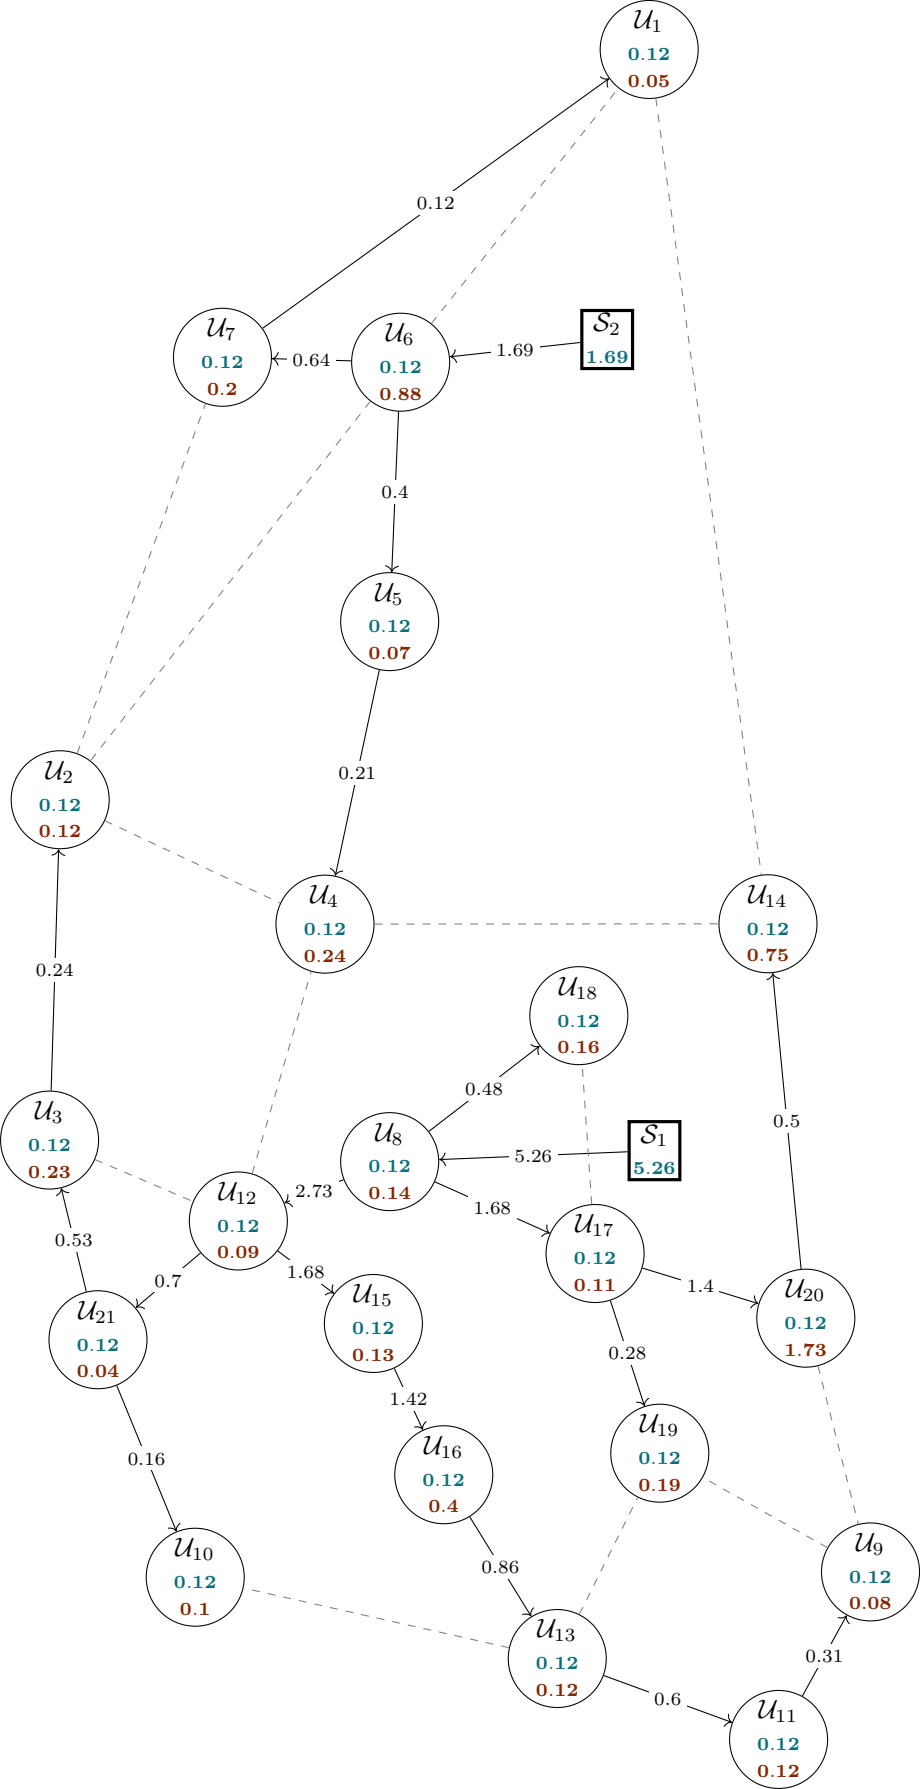 𝒰₁
0.12
0.05
0.12
𝒰₇
0.12
0.2
0.64
𝒰₆
0.12
0.88
1.69
𝒮₂
1.69
0.4
𝒰₅
0.12
0.07
0.21
𝒰₂
0.12
0.12
𝒰₄
0.12
0.24
𝒰₁₄
0.12
0.75
0.24
𝒰₁₈
0.12
0.16
0.48
0.5
𝒰₃
0.12
0.23
𝒰₈
0.12
0.14
5.26
𝒮₁
5.26
2.73
1.68
𝒰₁₂
0.12
0.09
𝒰₁₇
0.12
0.11
0.53
0.7
1.68
1.4
𝒰₂₁
0.12
0.04
𝒰₁₅
0.12
0.13
𝒰₂₀
0.12
1.73
0.28
1.42
0.16
𝒰₁₆
0.12
0.4
𝒰₁₉
0.12
0.19
𝒰₁₀
0.12
0.1
0.86
𝒰₉
0.12
0.08
𝒰₁₃
0.12
0.12
0.31
0.6
𝒰₁₁
0.12
0.12